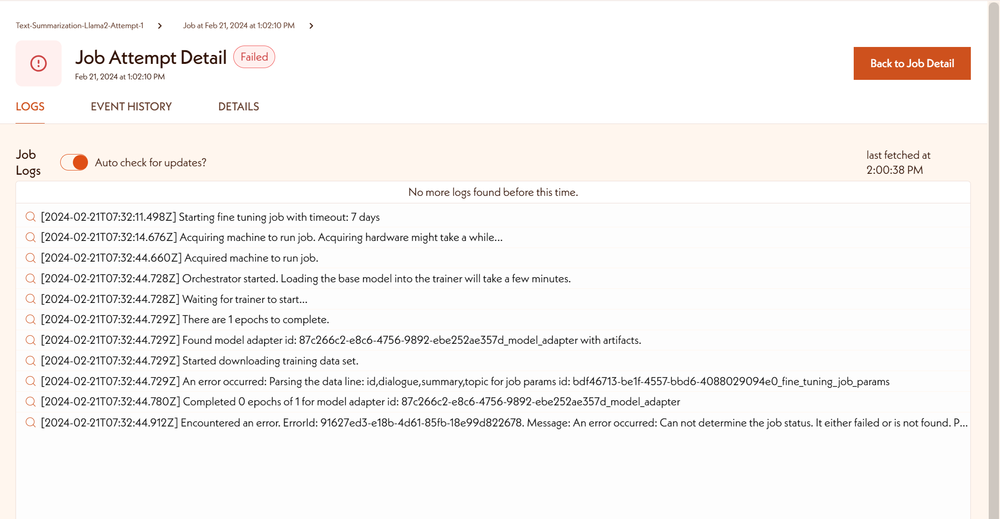 Text-Summarization-Llama2-Attempt-1 > Job at Feb 21, 2024 at 1:02:10 PM >
Job Attempt Detail Failed
Feb 21, 2024 at 1:02:10 PM
Back to Job Detail
LOGS EVENT HISTORY DETAILS
Job
Logs
Auto check for updates?
last fetched at
2:00:38 PM
No more logs found before this time.
[2024-02-21T07:32:11.498Z] Starting fine tuning job with timeout: 7 days
[2024-02-21T07:32:14.676Z] Acquiring machine to run job. Acquiring hardware might take a while...
[2024-02-21T07:32:44.660Z] Acquired machine to run job.
[2024-02-21T07:32:44.728Z] Orchestrator started. Loading the base model into the trainer will take a few minutes.
[2024-02-21T07:32:44.728Z] Waiting for trainer to start...
[2024-02-21T07:32:44.729Z] There are 1 epochs to complete.
[2024-02-21T07:32:44.729Z] Found model adapter id: 87c266c2-e8c6-4756-9892-ebe252ae357d_model_adapter with artifacts.
[2024-02-21T07:32:44.729Z] Started downloading training data set.
[2024-02-21T07:32:44.729Z] An error occurred: Parsing the data line: id,dialogue,summary,topic for job params id: bdf46713-be1f-4557-bbd6-4088029094e0_fine_tuning_job_params
[2024-02-21T07:32:44.780Z] Completed 0 epochs of 1 for model adapter id: 87c266c2-e8c6-4756-9892-ebe252ae357d_model_adapter
[2024-02-21T07:32:44.912Z] Encountered an error. ErrorId: 91627ed3-e18b-4d61-85fb-18e99d822678. Message: An error occurred: Can not determine the job status. It either failed or is not found. P...